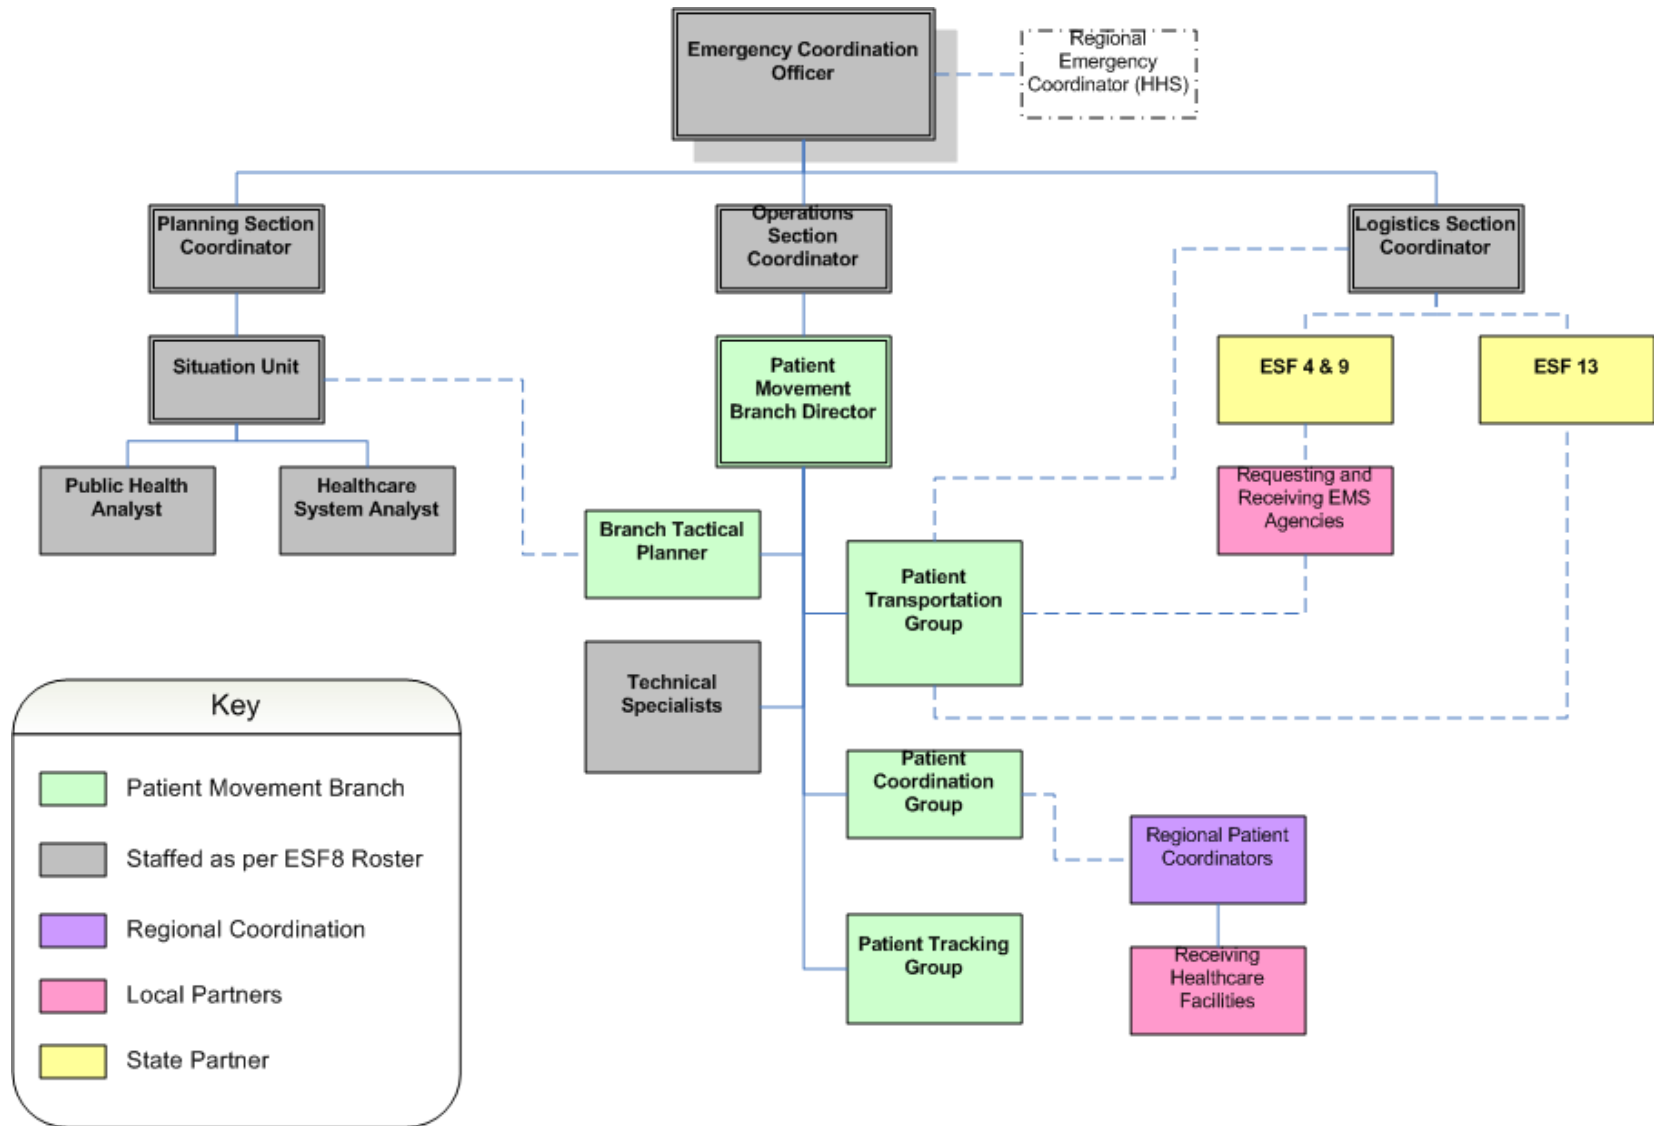 Emergency Coordination
Officer
Regional
Emergency
Coordinator (HHS)
Planning Section
Coordinator
Operations
Section
Coordinator
Logistics Section
Coordinator
Situation Unit
Patient
Movement
Branch Director
ESF 4 & 9
ESF 13
Public Health
Analyst
Healthcare
System Analyst
Requesting and
Receiving EMS
Agencies
Branch Tactical
Planner
Patient
Transportation
Group
Technical
Specialists
Patient
Coordination
Group
Regional Patient
Coordinators
Patient Tracking
Group
Receiving
Healthcare
Facilities
Key
Patient Movement Branch
Staffed as per ESF8 Roster
Regional Coordination
Local Partners
State Partner